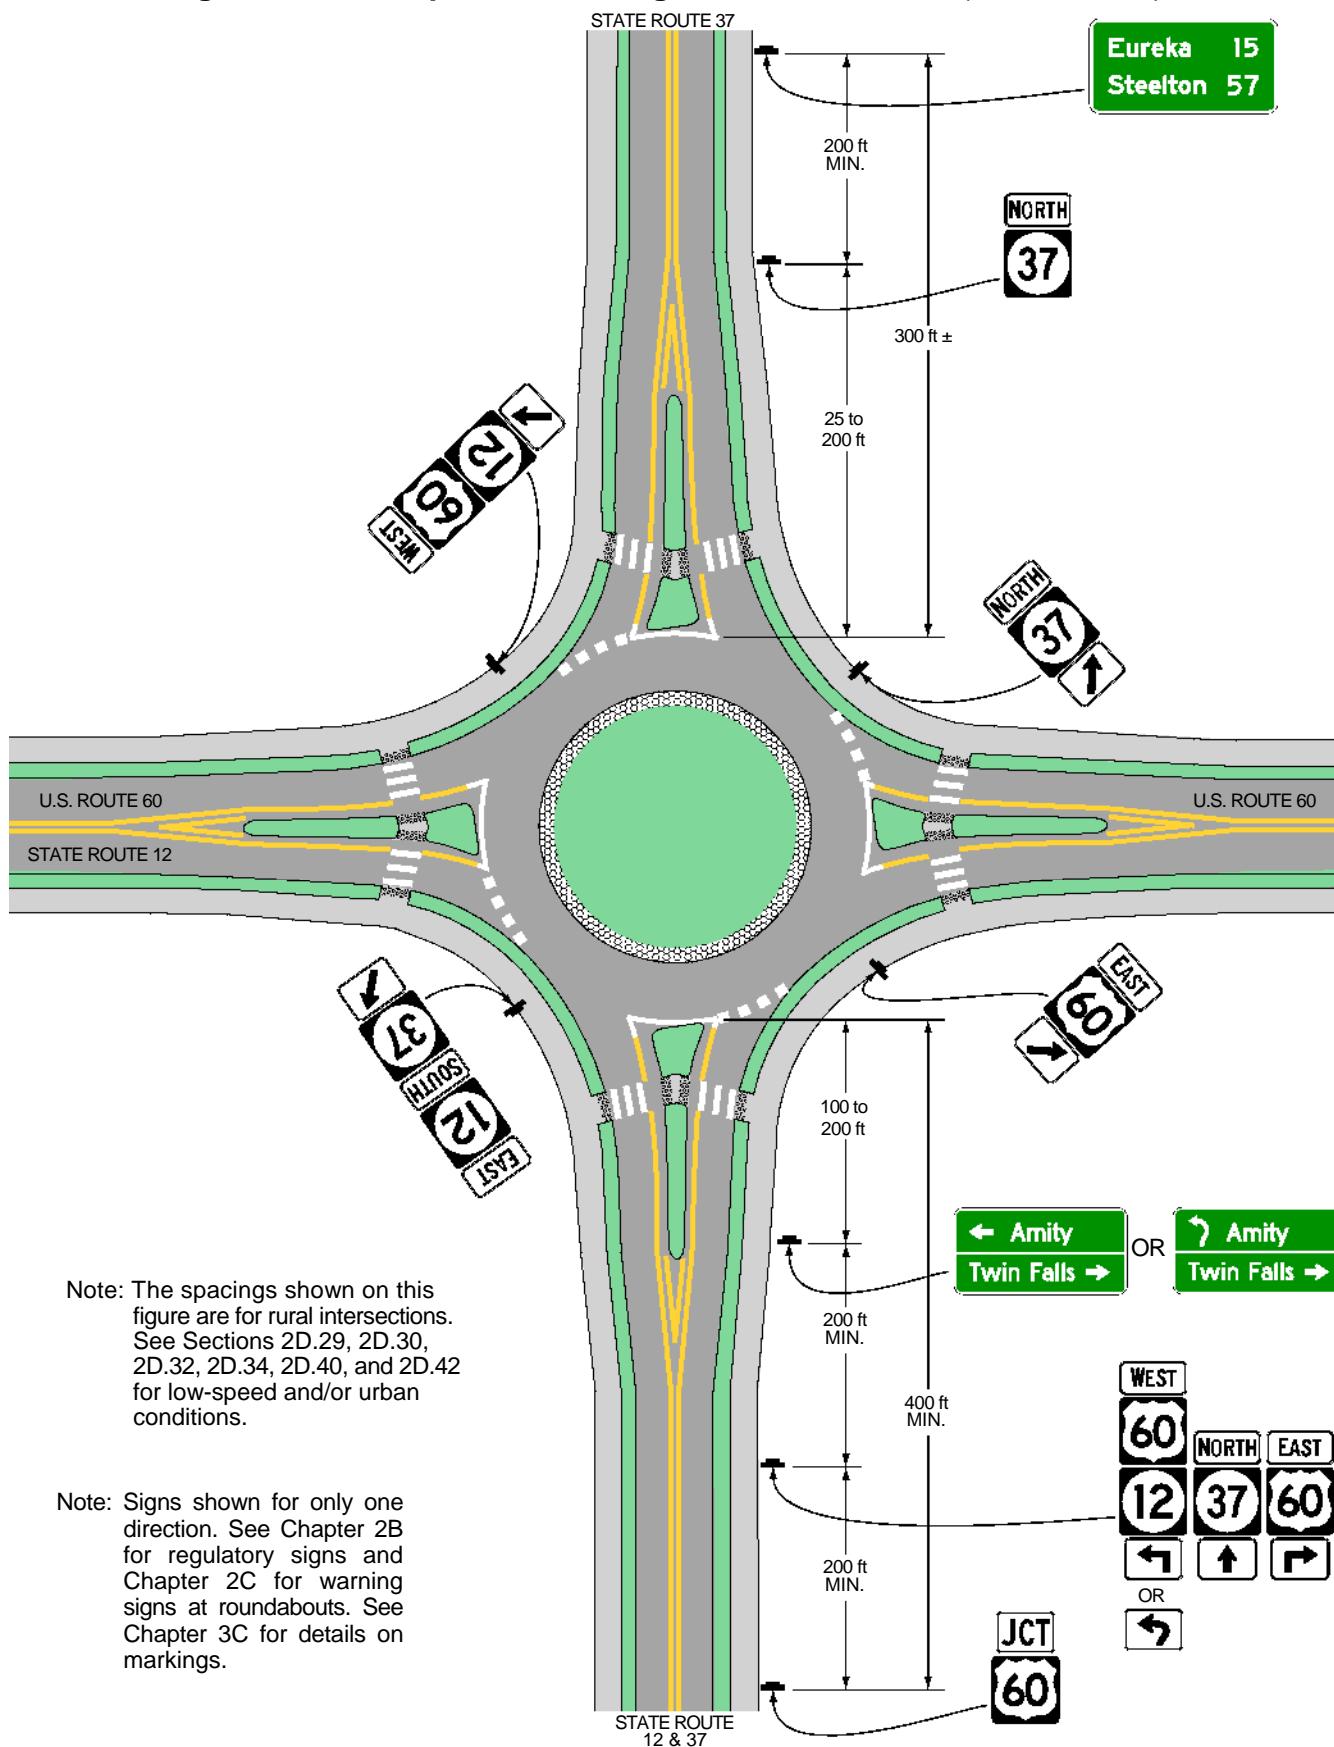 STATE ROUTE 37
Eureka 15
Steelton 57
200 ft
MIN.
NORTH
37
300 ft ±
25 to
200 ft
12
60
WEST
NORTH
37
U.S. ROUTE 60
STATE ROUTE 12
U.S. ROUTE 60
37
SOUTH
12
EAST
EAST
60
100 to
200 ft
Amity
Twin Falls
OR
Amity
Twin Falls
200 ft
MIN.
400 ft
MIN.
Note: The spacings shown on this
figure are for rural intersections.
See Sections 2D.29, 2D.30,
2D.32, 2D.34, 2D.40, and 2D.42
for low-speed and/or urban
conditions.
WEST
60
NORTH EAST
12 37 60
OR
Note: Signs shown for only one
direction. See Chapter 2B
for regulatory signs and
Chapter 2C for warning
signs at roundabouts. See
Chapter 3C for details on
markings.
200 ft
MIN.
JCT
60
STATE ROUTE
12 & 37